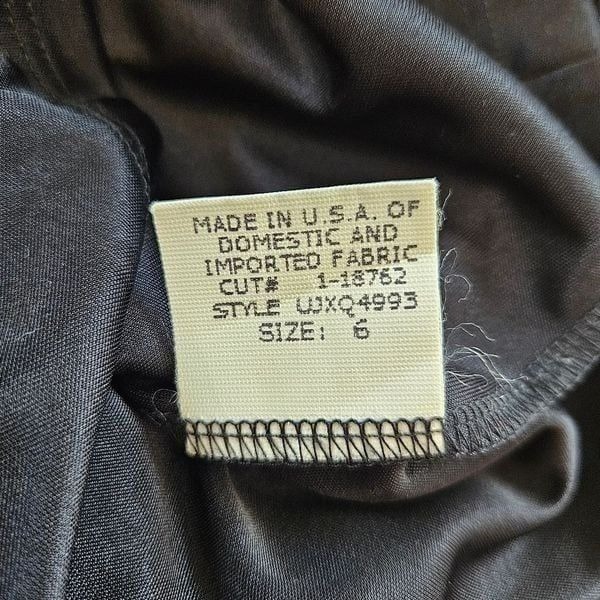 MADE IN U.S.A. OF
DOMESTIC AND
IMPORTED FABRIC
CUT# 1-18762
STYLE WXQ4993
SIZE: 6